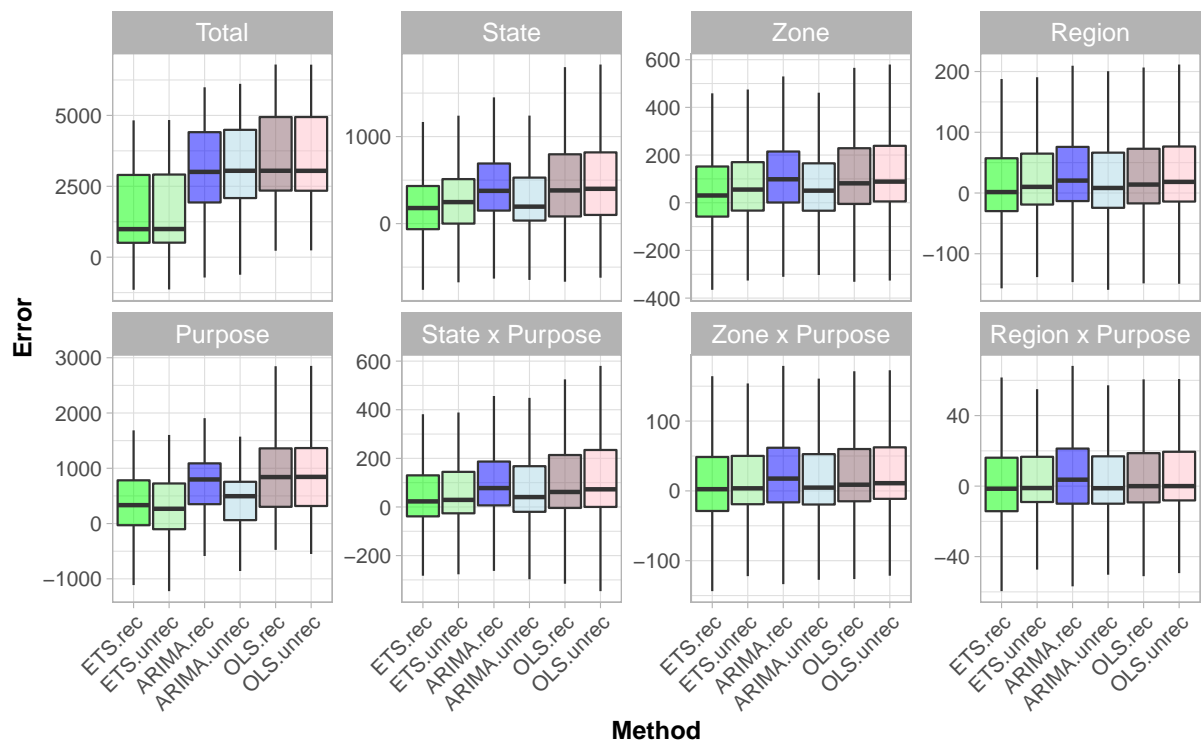 Total
State
Zone
Region
5000
2500
0
1000
0
600
400
200
0
−200
−400
200
100
0
−100
Error
Purpose
State x Purpose
Zone x Purpose
Region x Purpose
3000
2000
1000
0
−1000
600
400
200
0
−200
100
0
−100
40
0
−40
ETS.rec
ETS.unrec
ARIMA.rec
ARIMA.unrec
OLS.rec
OLS.unrec
ETS.rec
ETS.unrec
ARIMA.rec
ARIMA.unrec
OLS.rec
OLS.unrec
ETS.rec
ETS.unrec
ARIMA.rec
ARIMA.unrec
OLS.rec
OLS.unrec
ETS.rec
ETS.unrec
ARIMA.rec
ARIMA.unrec
OLS.rec
OLS.unrec
Method